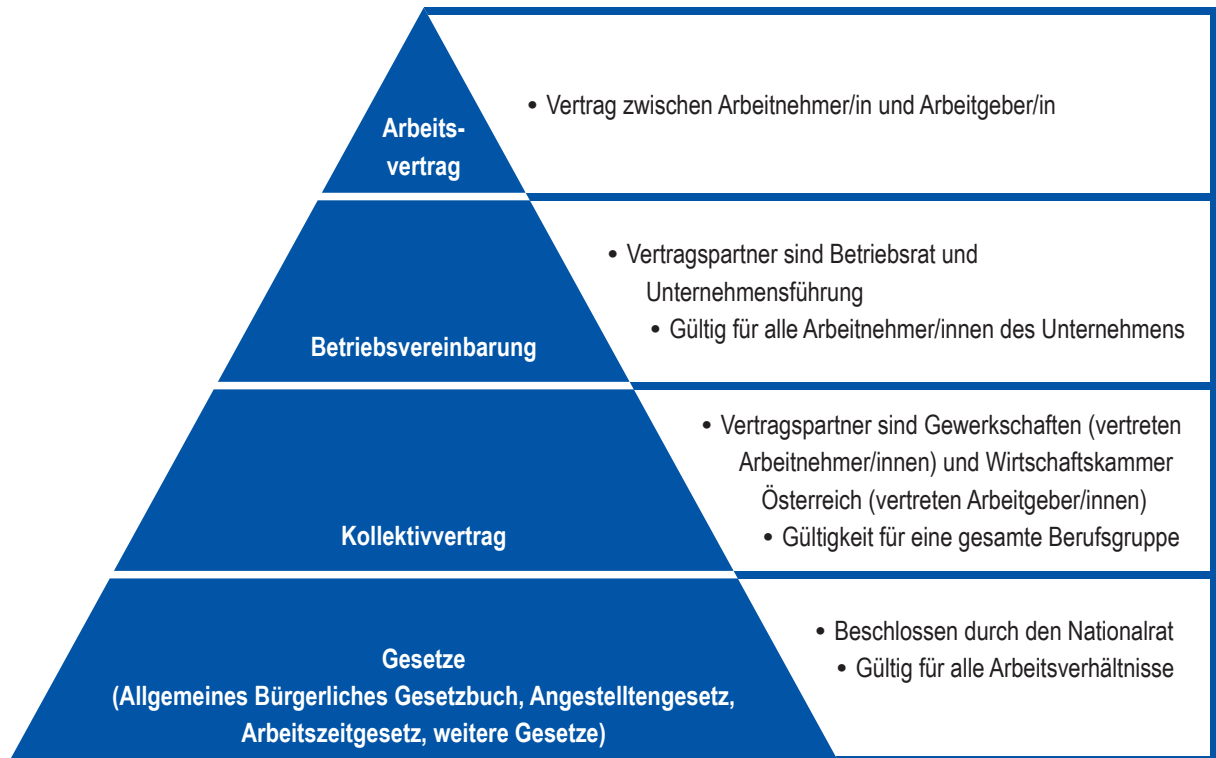 Arbeits-
vertrag
• Vertrag zwischen Arbeitnehmer/in und Arbeitgeber/in
Betriebsvereinbarung
• Vertragspartner sind Betriebsrat und
Unternehmensführung
• Gültig für alle Arbeitnehmer/innen des Unternehmens
Kollektivvertrag
• Vertragspartner sind Gewerkschaften (vertreten
Arbeitnehmer/innen) und Wirtschaftskammer
Österreich (vertreten Arbeitgeber/innen)
• Gültigkeit für eine gesamte Berufsgruppe
Gesetze
(Allgemeines Bürgerliches Gesetzbuch, Angestelltengesetz,
Arbeitszeitgesetz, weitere Gesetze)
• Beschlossen durch den Nationalrat
• Gültig für alle Arbeitsverhältnisse